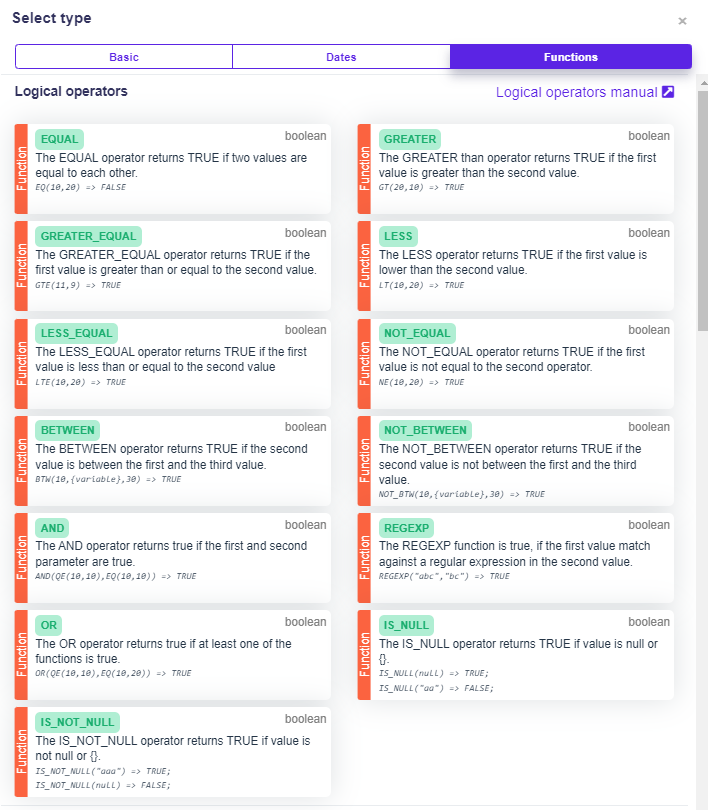 Select type
×
Basic
Dates
Functions
Logical operators
Logical operators manual
Function
EQUAL
boolean
The EQUAL operator returns TRUE if two values are
equal to each other.
EQ(10,20) => FALSE
Function
GREATER
boolean
The GREATER than operator returns TRUE if the first
value is greater than the second value.
GT(20,10) => TRUE
Function
GREATER_EQUAL
boolean
The GREATER_EQUAL operator returns TRUE if the
first value is greater than or equal to the second value.
GTE(11,9) => TRUE
Function
LESS
boolean
The LESS operator returns TRUE if the first value is
lower than the second value.
LT(10,20) => TRUE
Function
LESS_EQUAL
boolean
The LESS_EQUAL operator returns TRUE if the first
value is less than or equal to the second value
LTE(10,20) => TRUE
Function
NOT_EQUAL
boolean
The NOT_EQUAL operator returns TRUE if the first
value is not equal to the second operator.
NE(10,20) => TRUE
Function
BETWEEN
boolean
The BETWEEN operator returns TRUE if the second
value is between the first and the third value.
BTW(10,{variable},30) => TRUE
Function
NOT_BETWEEN
boolean
The NOT_BETWEEN operator returns TRUE if the
second value is not between the first and the third
value.
NOT_BTW(10,{variable},30) => TRUE
Function
AND
boolean
The AND operator returns true if the first and second
parameter are true.
AND(QE(10,10),EQ(10,10)) => TRUE
Function
REGEXP
boolean
The REGEXP function is true, if the first value match
against a regular expression in the second value.
REGEXP("abc","bc") => TRUE
Function
OR
boolean
The OR operator returns true if at least one of the
functions is true.
OR(QE(10,10),EQ(10,20)) => TRUE
Function
IS_NULL
boolean
The IS_NULL operator returns TRUE if value is null or
{}.
IS_NULL(null) => TRUE;
IS_NULL("aa") => FALSE;
Function
IS_NOT_NULL
boolean
The IS_NOT_NULL operator returns TRUE if value is
not null or {}.
IS_NOT_NULL("aaa") => TRUE;
IS_NOT_NULL(null) => FALSE;